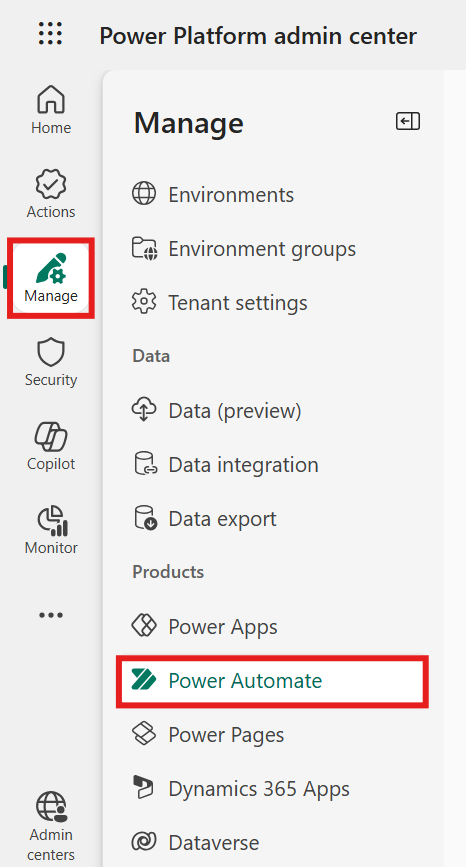 Power Platform admin center
Home
Actions
Manage
Security
Copilot
Monitor
Admin
centers
Manage
Environments
Environment groups
Tenant settings
Data
Data (preview)
Data integration
Data export
Products
Power Apps
Power Automate
Power Pages
Dynamics 365 Apps
Dataverse